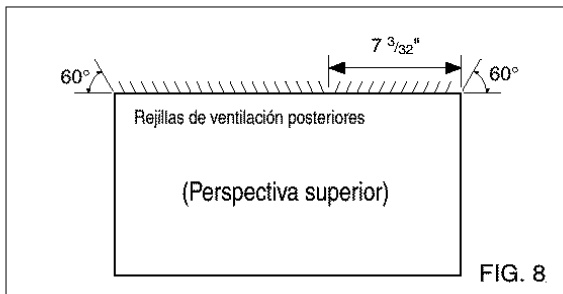 7 3/32"
60°
60°
Rejillas de ventilación posteriores
(Perspectiva superior)
FIG. 8